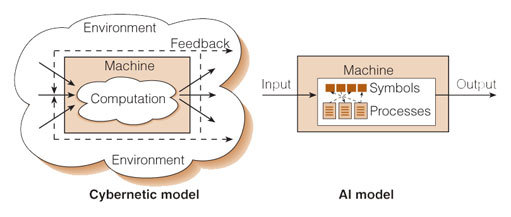 Environment
Feedback
Machine
Computation
Environment
Cybernetic model
Machine
Input
Symbols
Output
Processes
AI model